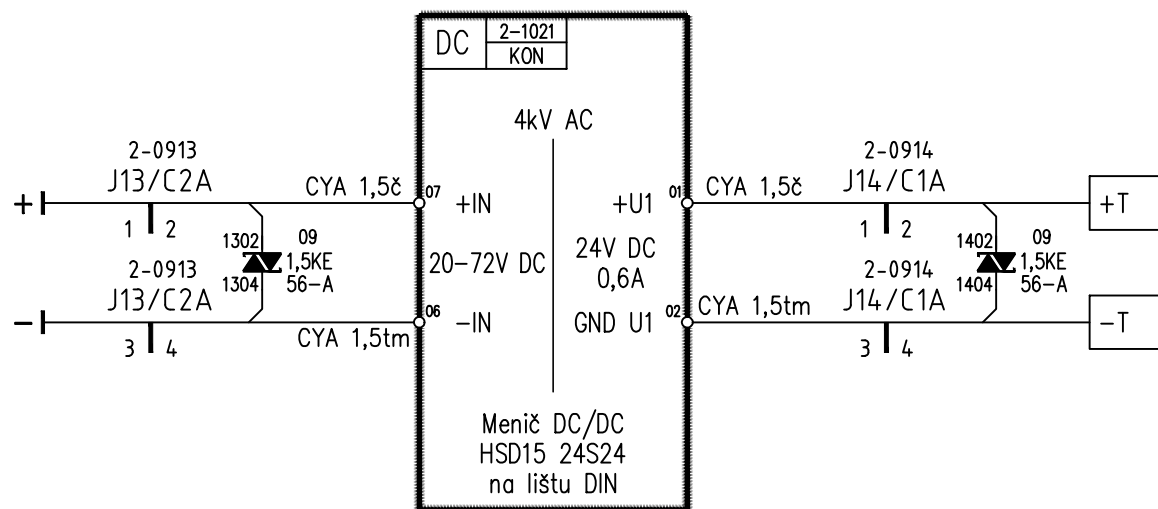 DC
2-1021
KON
4kV AC
2-0913
J13/C2A
1 2
+
CYA 1,5č
07
+IN
1302
1304
09
1,5KE
56-A
2-0913
J13/C2A
3 4
-
CYA 1,5tm
06
-IN
20-72V DC
+U1
01
24V DC
0,6A
GND U1
02
Menič DC/DC
HSD15 24S24
na lištu DIN
CYA 1,5č
2-0914
J14/C1A
1 2
+T
1402
1404
09
1,5KE
56-A
CYA 1,5tm
2-0914
J14/C1A
3 4
-T